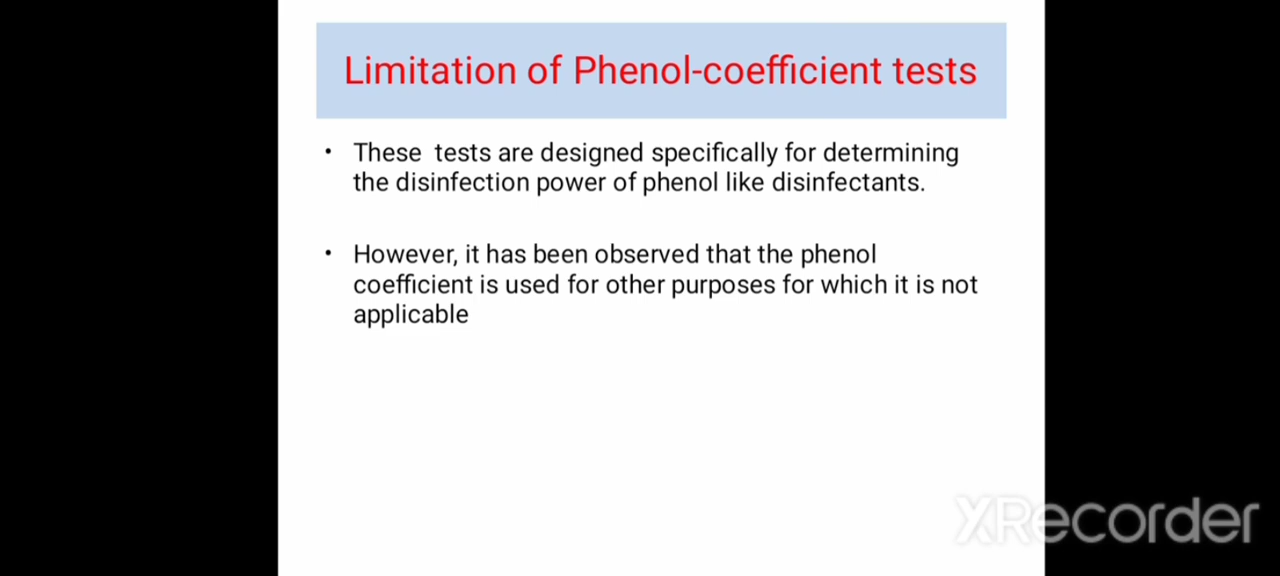 Limitation of Phenol-coefficient tests
• These tests are designed specifically for determining
the disinfection power of phenol like disinfectants.
• However, it has been observed that the phenol
coefficient is used for other purposes for which it is not
applicable
XRecorder